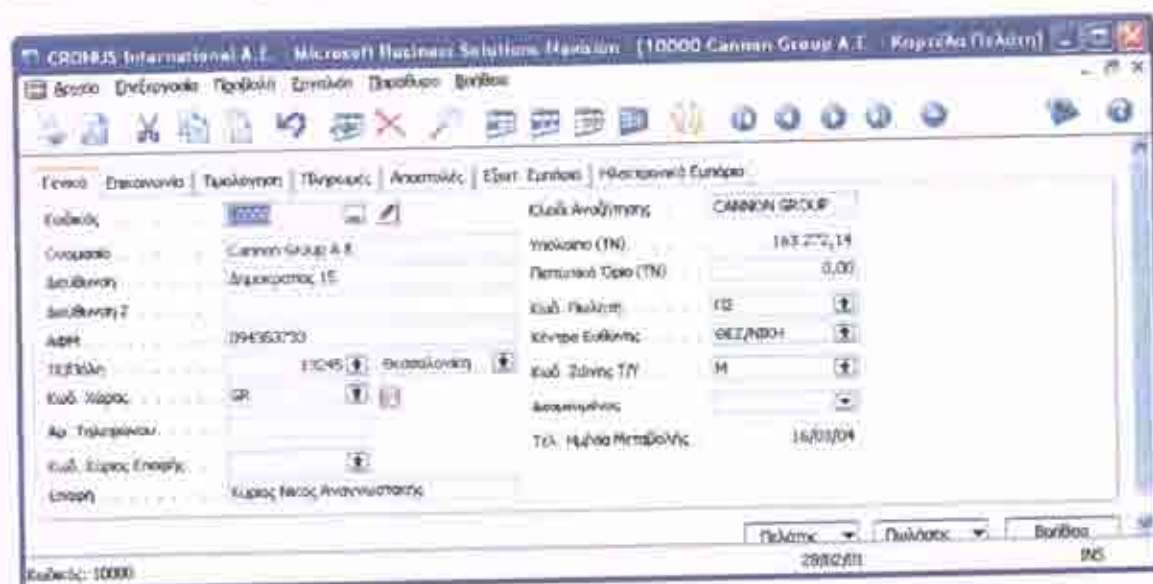 CRONUS International A.E. - Microsoft Business Solutions-Navision - [10000 Cannon Group A.E. - Καρτέλα Πελάτη]
Αρχείο Επεξεργασία Προβολή Εργαλεία Παράθυρο Βοήθεια
Γενικά Επικοινωνία Τιμολόγηση Πληρωμές Αποστολές Εξωτ. Εμπόριο Ηλεκτρονικό Εμπόριο
Κωδικός 10000 Κλειδί Αναζήτησης CANNON GROUP
Ονομασία Cannon Group A.E. Υπόλοιπο (ΤΝ) 163.272,14
Διεύθυνση Δημοκρατίας 15 Πιστωτικό Όριο (ΤΝ) 0,00
Διεύθυνση 2 Κωδ. Πωλητή
ΑΦΜ Κέντρο Ευθύνης ΘΕΣ/ΝΙΚΗ
ΤΚ/Πόλη 13245 Θεσσαλονίκη Κωδ. Ζώνης Τ/Υ M
Κωδ. Χώρας GR Δεσμευμένος
Αρ. Τηλεφώνου Τελ. Ημ/νία Μεταβολής 16/03/04
Κωδ. Κύριας Επαφής
Επαφή Κύριος Νίκος Αναγνωστάκης
Πελάτης Πωλήσεις Βοήθεια
Κωδικός: 10000 28/02/01 INS